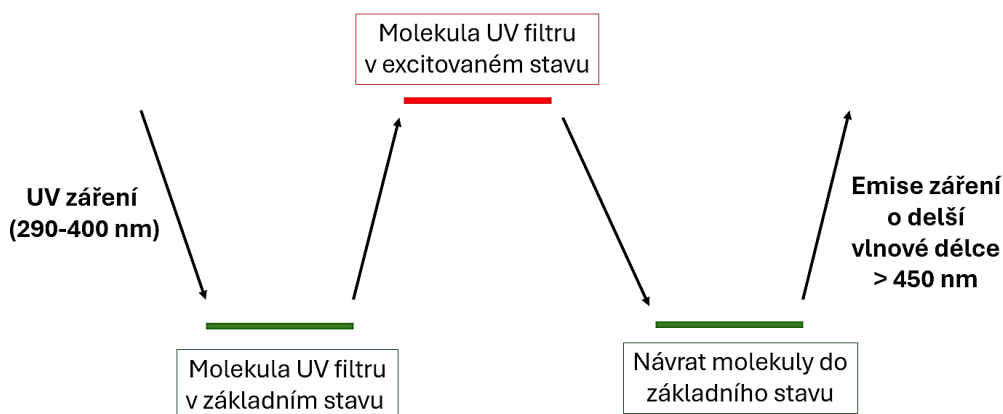 Molekula UV filtru
v excitovaném stavu
UV záření
(290-400 nm)
Emise záření
o delší
vlnové délce
> 450 nm
Molekula UV filtru
v základním stavu
Návrat molekuly do
základního stavu